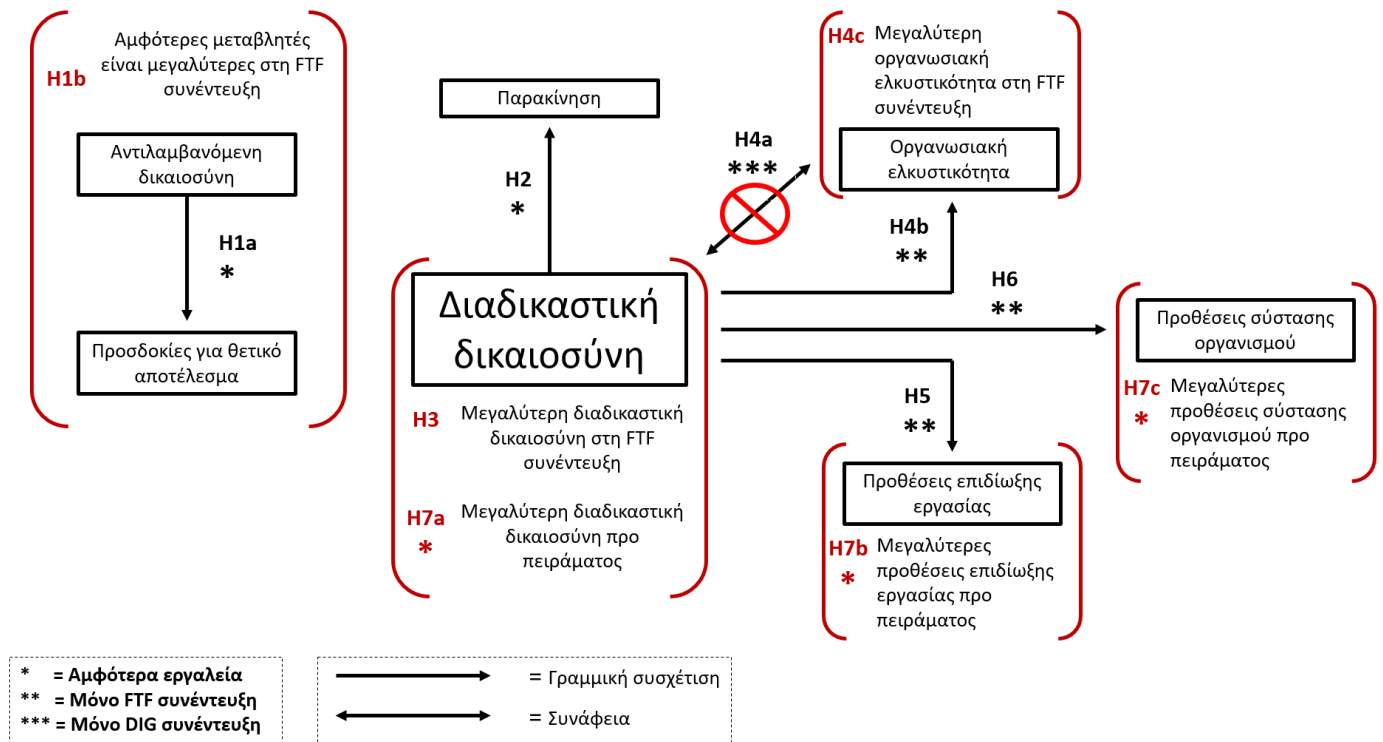 H1b
Αμφότερες μεταβλητές
είναι μεγαλύτερες στη FTF
συνέντευξη
Αντιλαμβανόμενη
δικαιοσύνη
H1a
*
Προσδοκίες για θετικό
αποτέλεσμα
Παρακίνηση
H2
*
Διαδικαστική
δικαιοσύνη
H3
Μεγαλύτερη διαδικαστική
δικαιοσύνη στη FTF
συνέντευξη
H7a
*
Μεγαλύτερη διαδικαστική
δικαιοσύνη προ
πειράματος
H4a
***
H4c
Μεγαλύτερη
οργανωσιακή
ελκυστικότητα στη FTF
συνέντευξη
Οργανωσιακή
ελκυστικότητα
H4b
**
H6
**
Προθέσεις σύστασης
οργανισμού
H7c
*
Μεγαλύτερες
προθέσεις σύστασης
οργανισμού προ
πειράματος
H5
**
Προθέσεις επιδίωξης
εργασίας
H7b
*
Μεγαλύτερες
προθέσεις επιδίωξης
εργασίας προ
πειράματος
* = Αμφότερα εργαλεία
** = Μόνο FTF συνέντευξη
*** = Μόνο DIG συνέντευξη
= Γραμμική συσχέτιση
= Συνάφεια